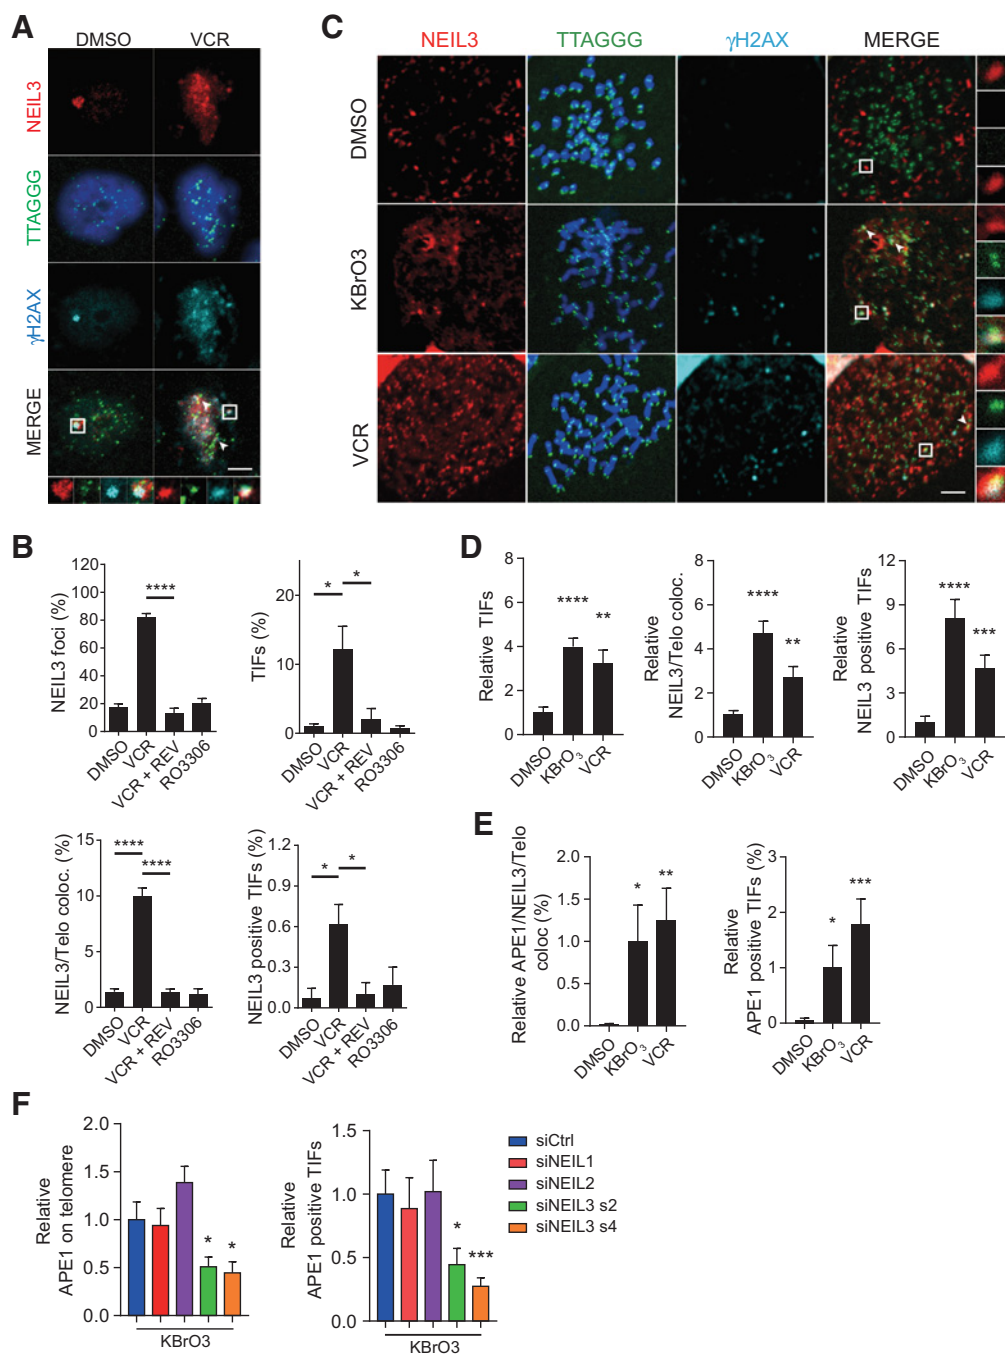 A
DMSO VCR
NEIL3
TTAGGG
γH2AX
MERGE
C
NEIL3 TTAGGG γH2AX MERGE
DMSO
KBrO3
VCR
B
NEIL3 foci (%)
120
100
80
60
40
20
0
****
DMSO
VCR
VCR + REV
RO3306
TIFs (%)
20
10
0
* *
DMSO
VCR
VCR + REV
RO3306
NEIL3/Telo coloc. (%)
15
10
5
0
****
****
DMSO
VCR
VCR + REV
RO3306
NEIL3 positive TIFs (%)
1.2
0.9
0.6
0.3
0.0
* *
DMSO
VCR
VCR + REV
RO3306
D
Relative TIFs
8
6
4
2
0
**** **
DMSO
KBrO3
VCR
Relative
NEIL3/Telo coloc.
8
6
4
2
0
**** **
DMSO
KBrO3
VCR
Relative
NEIL3 positive TIFs
12
9
6
3
0
**** ***
DMSO
KBrO3
VCR
E
Relative APE1/NEIL3/Telo
coloc (%)
2.0
1.5
1.0
0.5
0.0
* **
DMSO
KBrO3
VCR
Relative
APE1 positive TIFs (%)
3
2
1
0
* ***
DMSO
KBrO3
VCR
F
Relative
APE1 on telomere
2.0
1.5
1.0
0.5
0.0
* *
KBrO3
Relative
APE1 positive TIFs
1.5
1.0
0.5
0.0
* ***
KBrO3
siCtrl
siNEIL1
siNEIL2
siNEIL3 s2
siNEIL3 s4